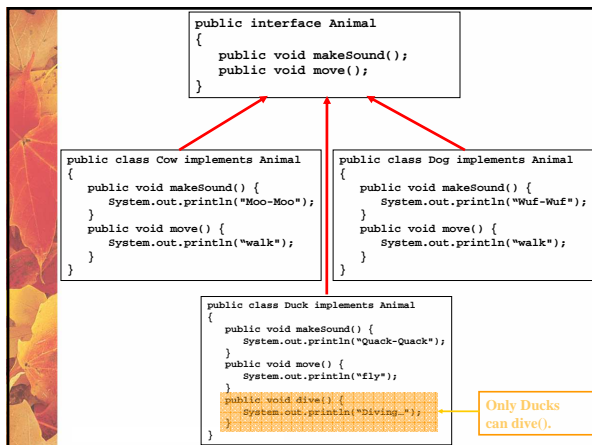 public interface Animal
{
public void makeSound();
public void move();
}
public class Cow implements Animal
{
public void makeSound() {
System.out.println("Moo-Moo");
}
public void move() {
System.out.println(“walk");
}
}
public class Dog implements Animal
{
public void makeSound() {
System.out.println(“Wuf-Wuf");
}
public void move() {
System.out.println(“walk");
}
}
public class Duck implements Animal
{
public void makeSound() {
System.out.println(“Quack-Quack");
}
public void move() {
System.out.println(“fly");
}
public void dive() {
System.out.println(“Diving…");
}
}
Only Ducks
can dive().